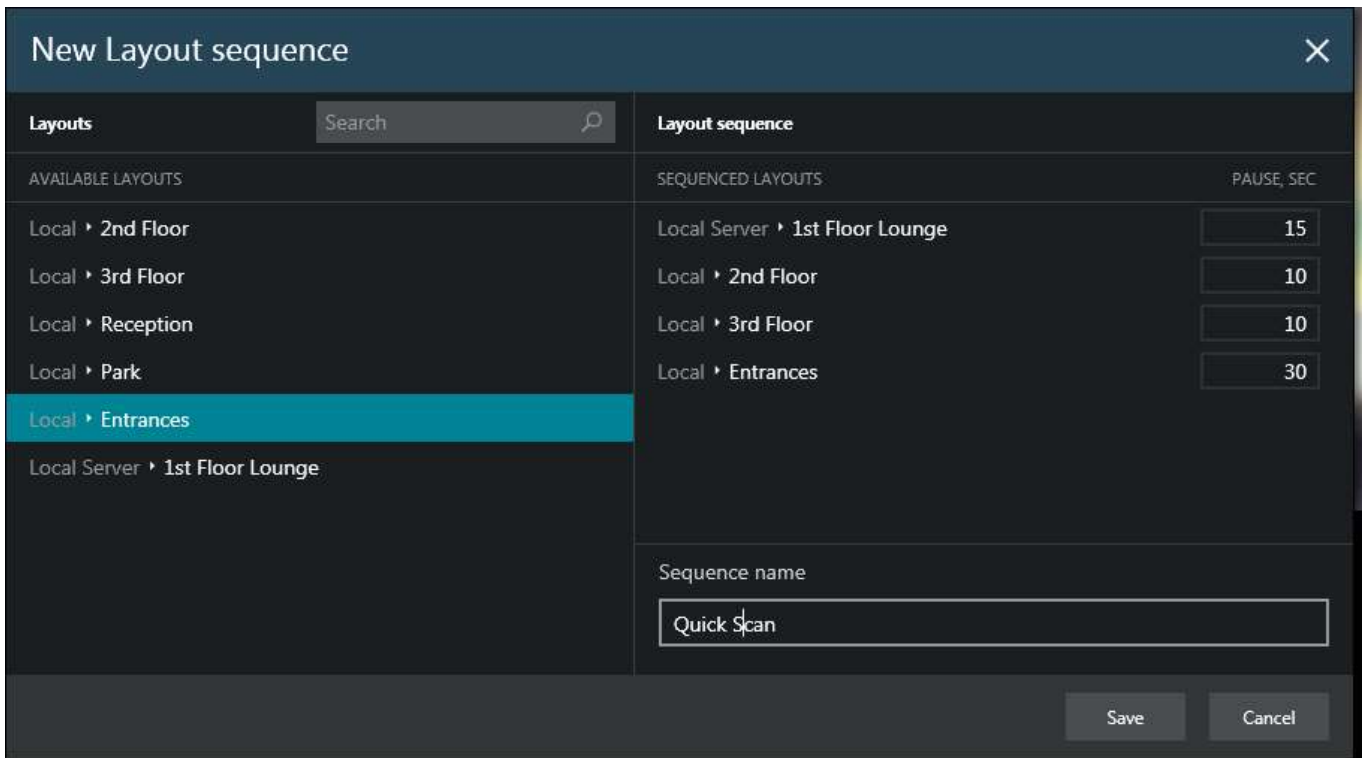 New Layout sequence
Layouts
Search
AVAILABLE LAYOUTS
Local ‣ 2nd Floor
Local ‣ 3rd Floor
Local ‣ Reception
Local ‣ Park
Local ‣ Entrances
Local Server ‣ 1st Floor Lounge
Layout sequence
SEQUENCED LAYOUTS PAUSE, SEC
Local Server ‣ 1st Floor Lounge 15
Local ‣ 2nd Floor 10
Local ‣ 3rd Floor 10
Local ‣ Entrances 30
Sequence name
Quick Scan
Save Cancel